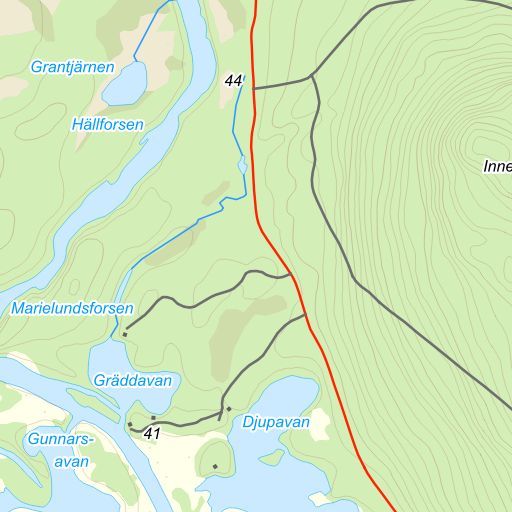 Grantjärnen
44
Hällforsen
Inne
Marielundsforsen
Gräddavan
Djupavan
41
Gunnars-
avan